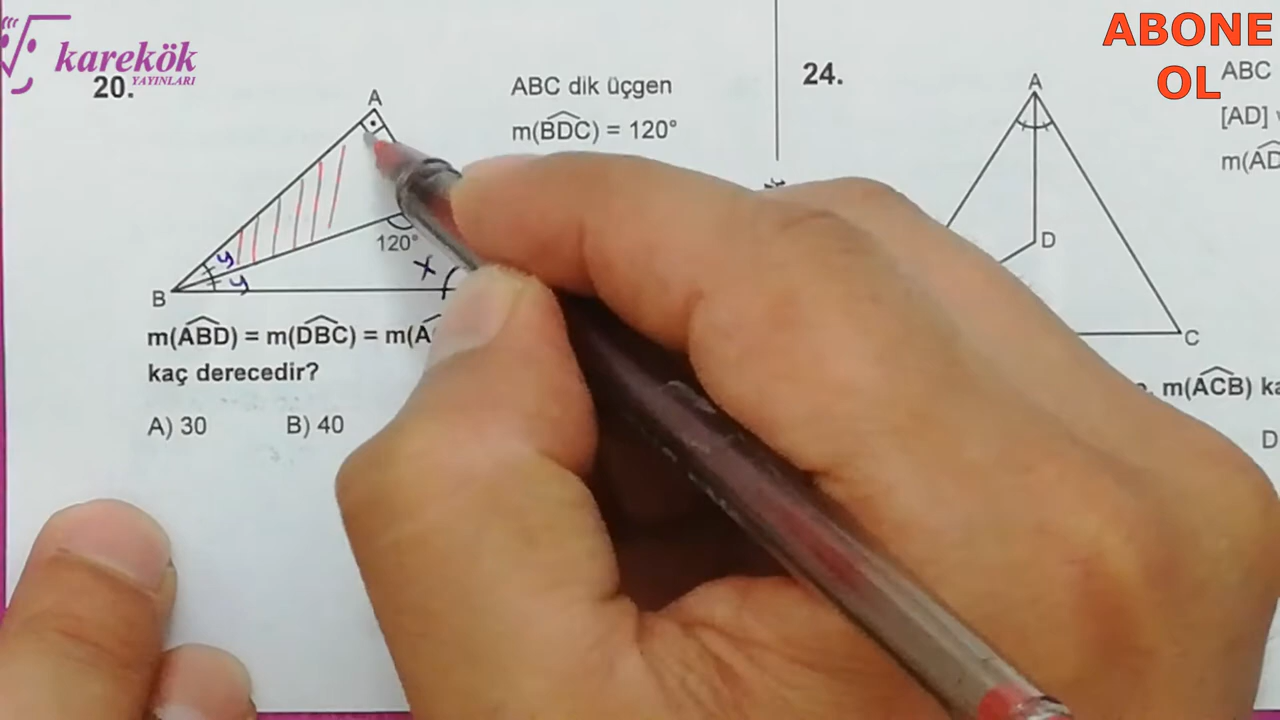 karekök
YAYINLARI
ABONE
OL
20.
A
B
120°
y
y
x
ABC dik üçgen
m(BDC) = 120°
m(ABD) = m(DBC) = m(A
kaç derecedir?
A) 30
B) 40
24.
A
D
C
ABC
[AD]
m(AD
m(ACB) ka
D